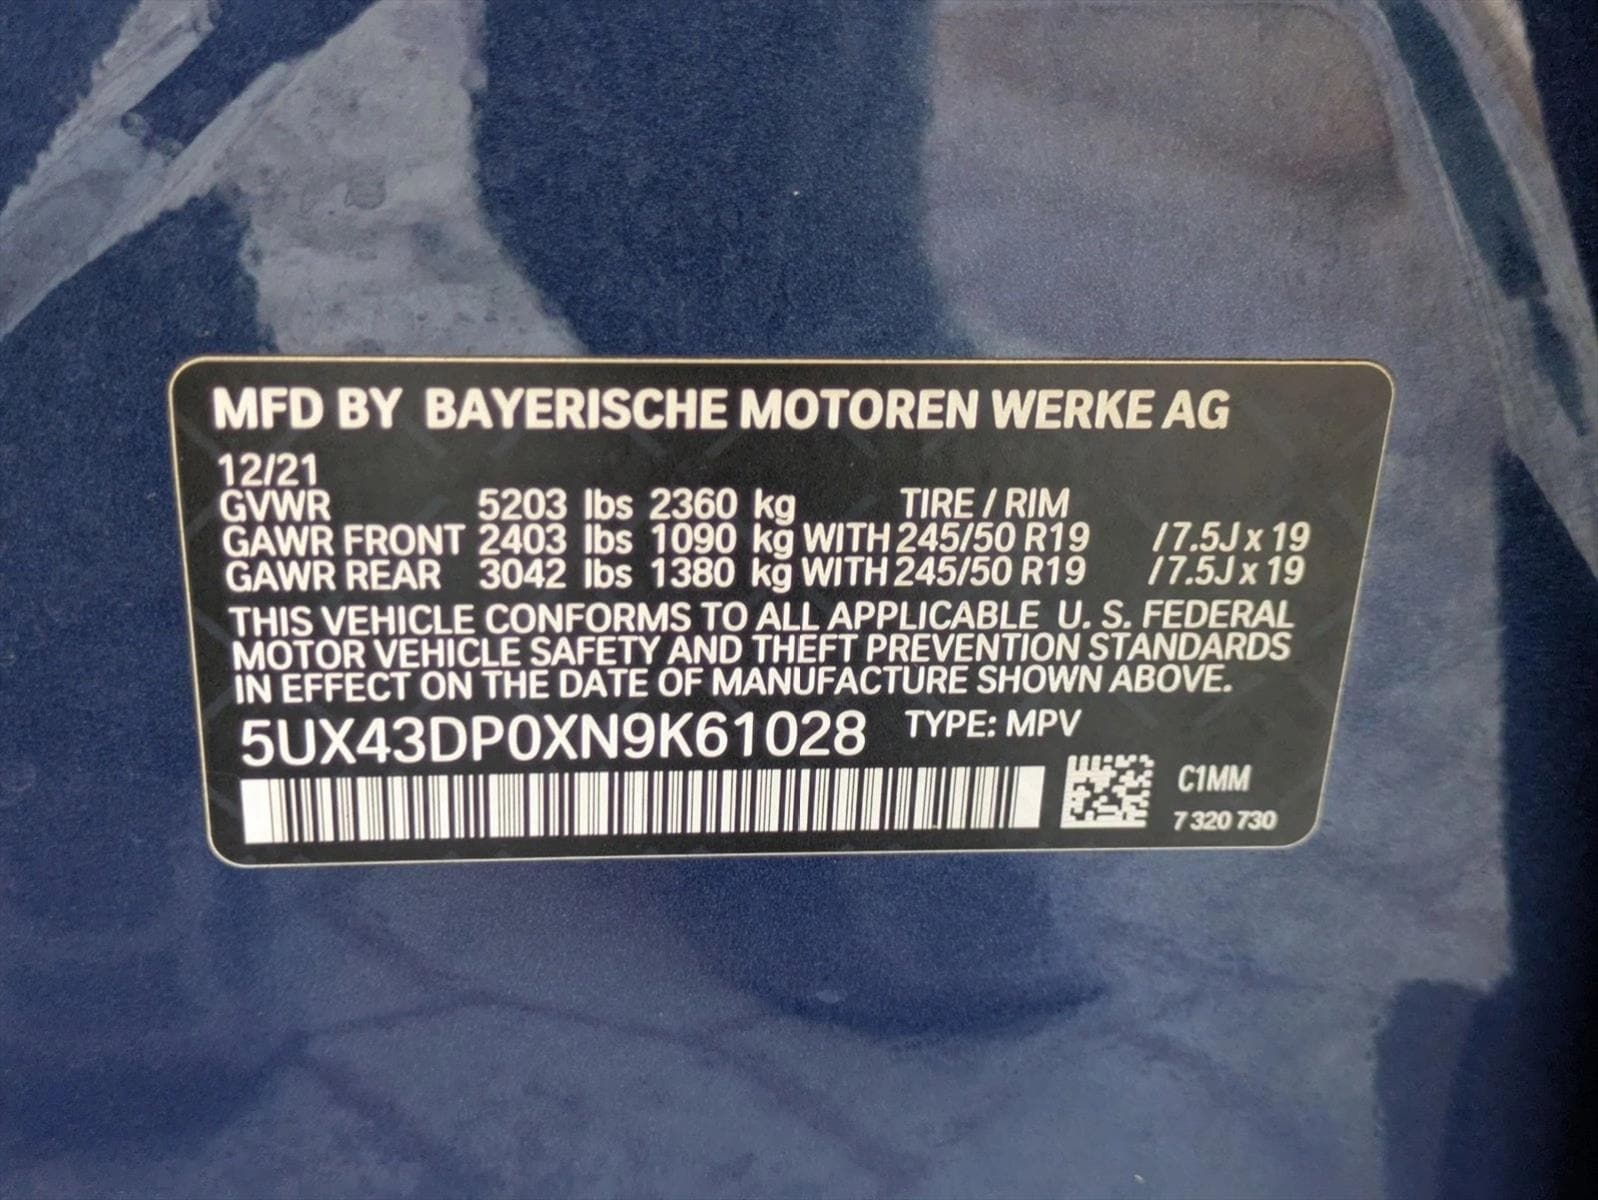 MFD BY BAYERISCHE MOTOREN WERKE AG
12/21
GVWR 5203 lbs 2360 kg TIRE / RIM
GAWR FRONT 2403 lbs 1090 kg WITH 245/50 R19 / 7.5J x 19
GAWR REAR 3042 lbs 1380 kg WITH 245/50 R19 / 7.5J x 19
THIS VEHICLE CONFORMS TO ALL APPLICABLE U. S. FEDERAL
MOTOR VEHICLE SAFETY AND THEFT PREVENTION STANDARDS
IN EFFECT ON THE DATE OF MANUFACTURE SHOWN ABOVE.
5UX43DP0XN9K61028 TYPE: MPV
C1MM
7 320 730